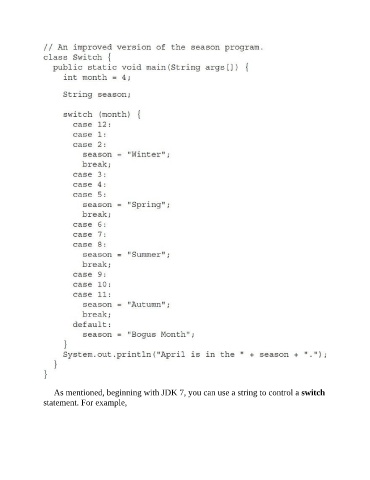 // An improved version of the season program.
class Switch {
  public static void main(String args[]) {
    int month = 4;
    String season;
    switch (month) {
      case 12:
      case 1:
      case 2:
        season = "Winter";
        break;
      case 3:
      case 4:
      case 5:
        season = "Spring";
        break;
      case 6:
      case 7:
      case 8:
        season = "Summer";
        break;
      case 9:
      case 10:
      case 11:
        season = "Autumn";
        break;
      default:
        season = "Bogus Month";
    }
    System.out.println("April is in the " + season + ".");
  }
}
As mentioned, beginning with JDK 7, you can use a string to control a switch
statement. For example,